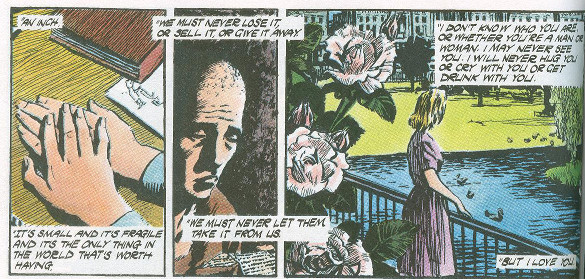 "AN INCH.
"IT'S SMALL AND IT'S FRAGILE
AND IT'S THE ONLY THING IN
THE WORLD THAT'S WORTH
HAVING.
"WE MUST NEVER LOSE IT,
OR SELL IT, OR GIVE IT AWAY.
"WE MUST NEVER LET THEM
TAKE IT FROM US.
"I DON'T KNOW WHO YOU ARE
OR WHETHER YOU'RE A MAN OR
WOMAN. I MAY NEVER SEE
YOU. I WILL NEVER HUG YOU
OR CRY WITH YOU OR GET
DRUNK WITH YOU.
"BUT I LOVE YOU.